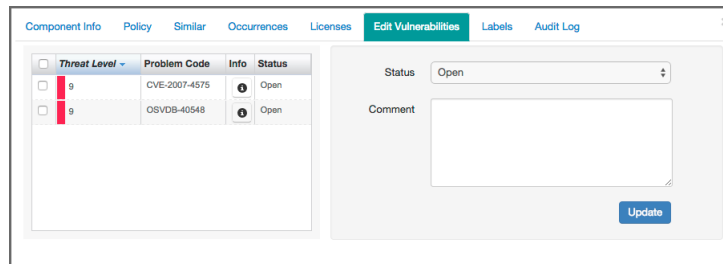 Component Info Policy Similar Occurrences Licenses Edit Vulnerabilities Labels Audit Log
Threat Level Problem Code Info Status
9 CVE-2007-4575 Open
9 OSVDB-40548 Open
Status Open
Comment
Update